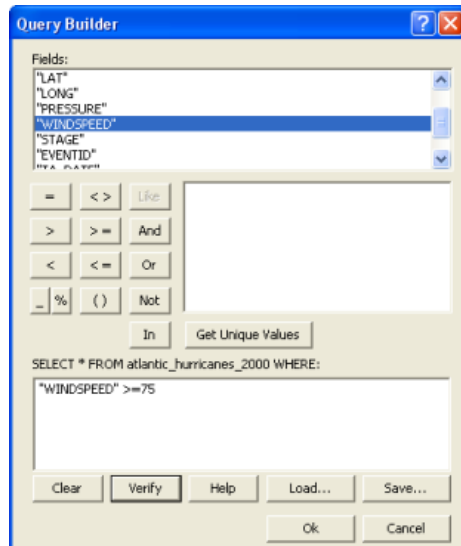 Query Builder
Fields:
"LAT"
"LONG"
"PRESSURE"
"WINDSPEED"
"STAGE"
"EVENTID"
"TA_DATE"
= <> Like
> >= And
< <= Or
_ % () Not
In Get Unique Values
SELECT * FROM atlantic_hurricanes_2000 WHERE:
"WINDSPEED" >=75
Clear Verify Help Load... Save...
Ok Cancel